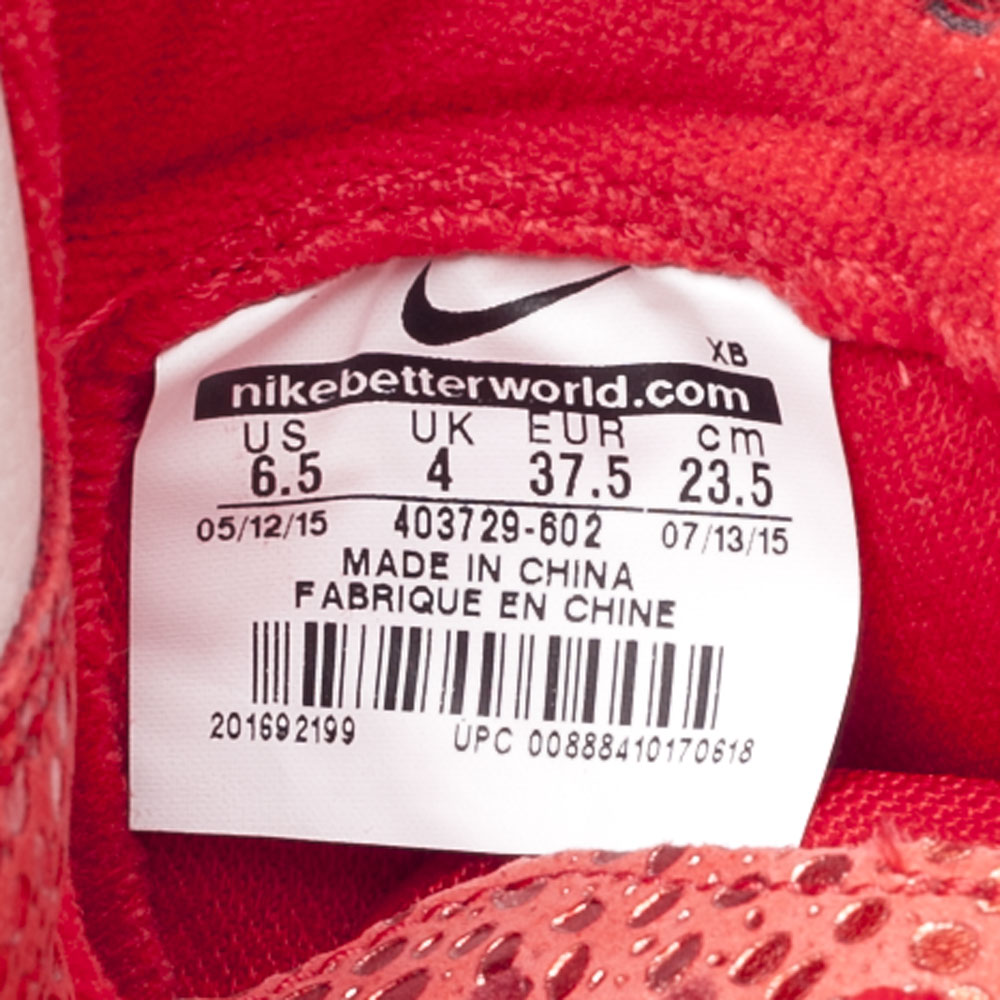 XB
nikebetterworld.com
US UK EUR cm
6.5 4 37.5 23.5
05/12/15 403729-602 07/13/15
MADE IN CHINA
FABRIQUE EN CHINE
201692199 UPC 00888410170618